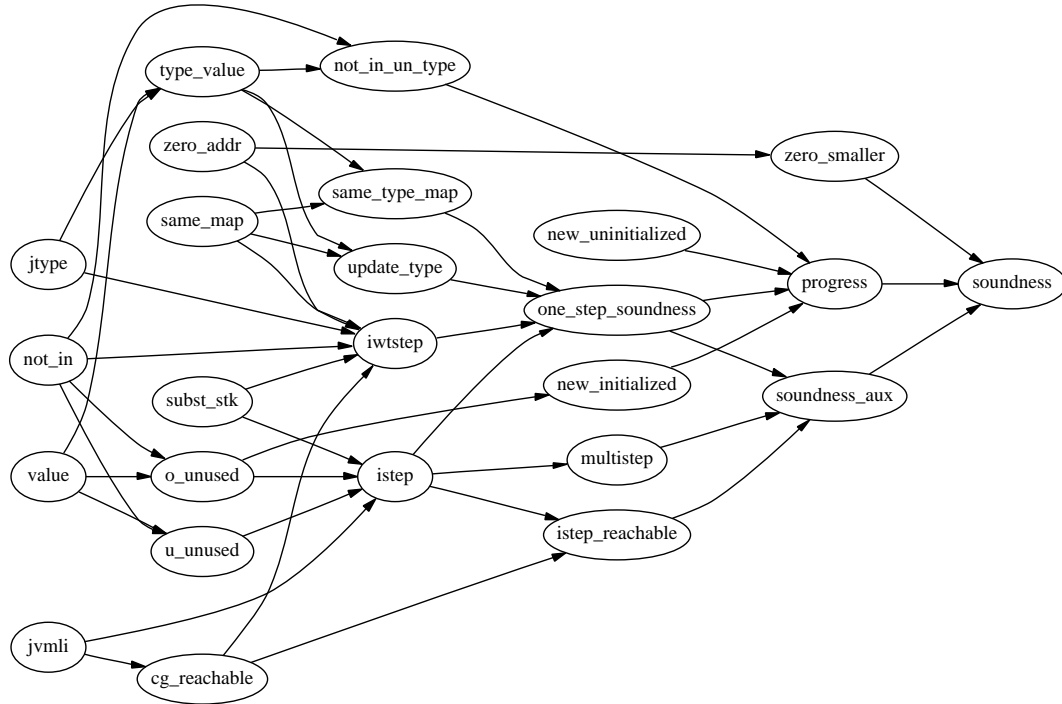 type_value
not_in_un_type
zero_addr
zero_smaller
same_type_map
same_map
new_uninitialized
jtype
update_type
progress
soundness
one_step_soundness
iwtstep
not_in
new_initialized
subst_stk
soundness_aux
multistep
value
o_unused
istep
istep_reachable
u_unused
jvmli
cg_reachable